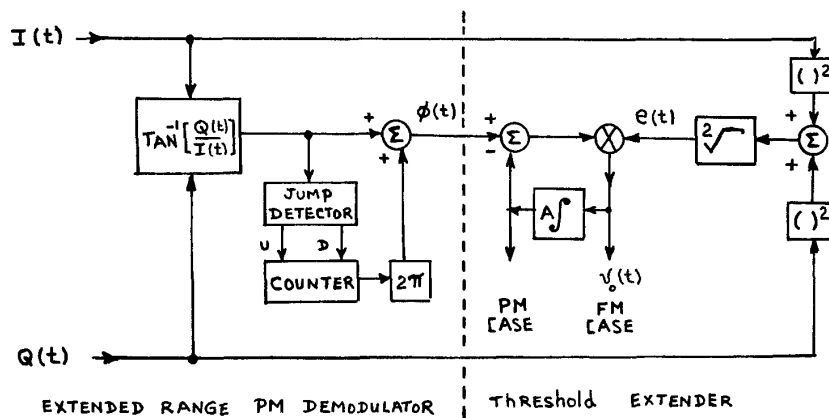 I(t)
( )²
TAN⁻¹[Q(t)/I(t)]
+
+
Σ
ϕ(t)
+
-
Σ
X
e(t)
²√
+
+
Σ
JUMP
DETECTOR
U
D
COUNTER
2π
A∫
( )²
PM
CASE
v₀(t)
FM
CASE
Q(t)
EXTENDED RANGE PM DEMODULATOR
Threshold EXTENDER